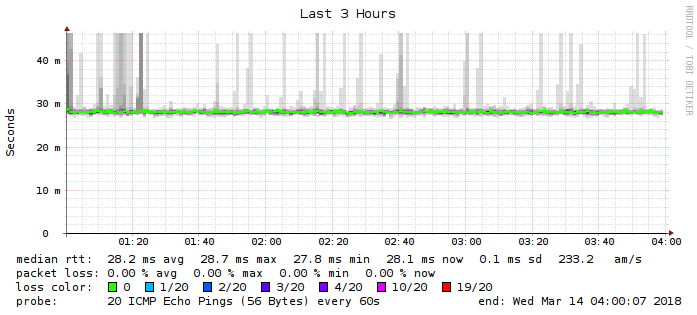 Last 3 Hours
RRDTOOL / TOBI OETIKER
Seconds
40 m
30 m
20 m
10 m
0
01:20 01:40 02:00 02:20 02:40 03:00 03:20 03:40 04:00
median rtt: 28.2 ms avg 28.7 ms max 27.8 ms min 28.1 ms now 0.1 ms sd 233.2 am/s
packet loss: 0.00 % avg 0.00 % max 0.00 % min 0.00 % now
loss color: 0 1/20 2/20 3/20 4/20 10/20 19/20
probe: 20 ICMP Echo Pings (56 Bytes) every 60s end: Wed Mar 14 04:00:07 2018